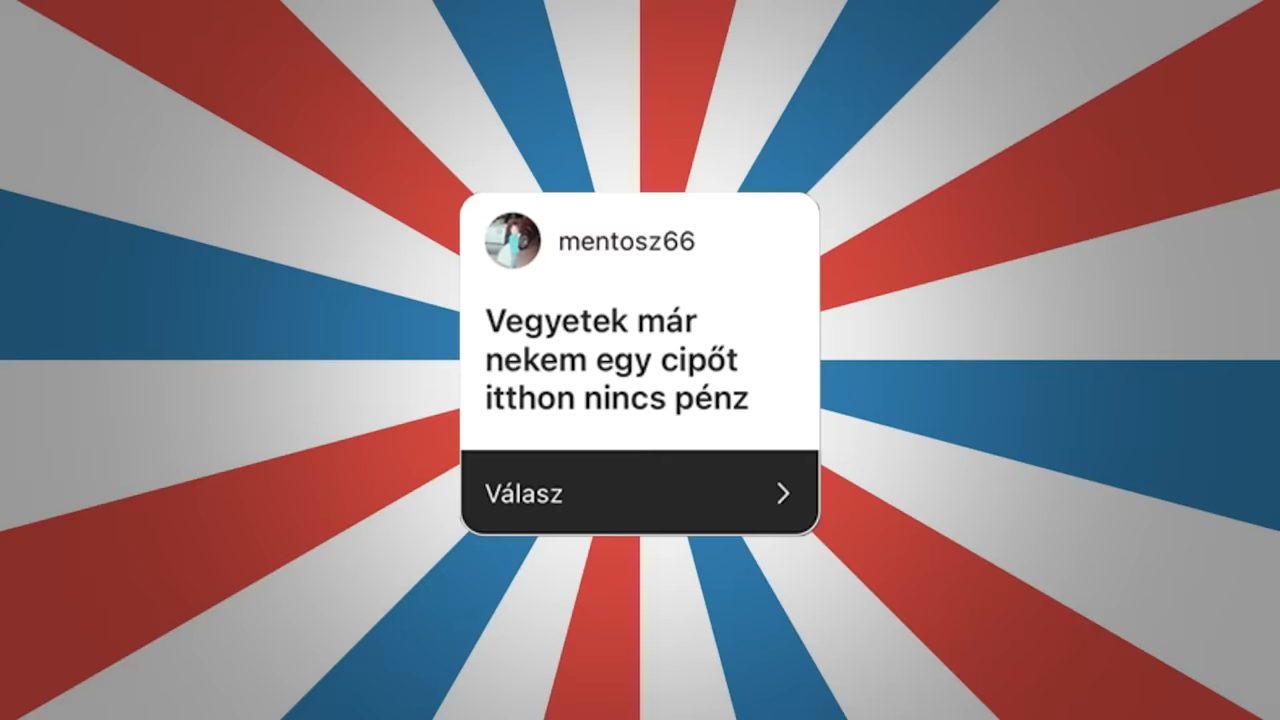 mentosz66
Vegyetek már
nekem egy cipőt
itthon nincs pénz
Válasz